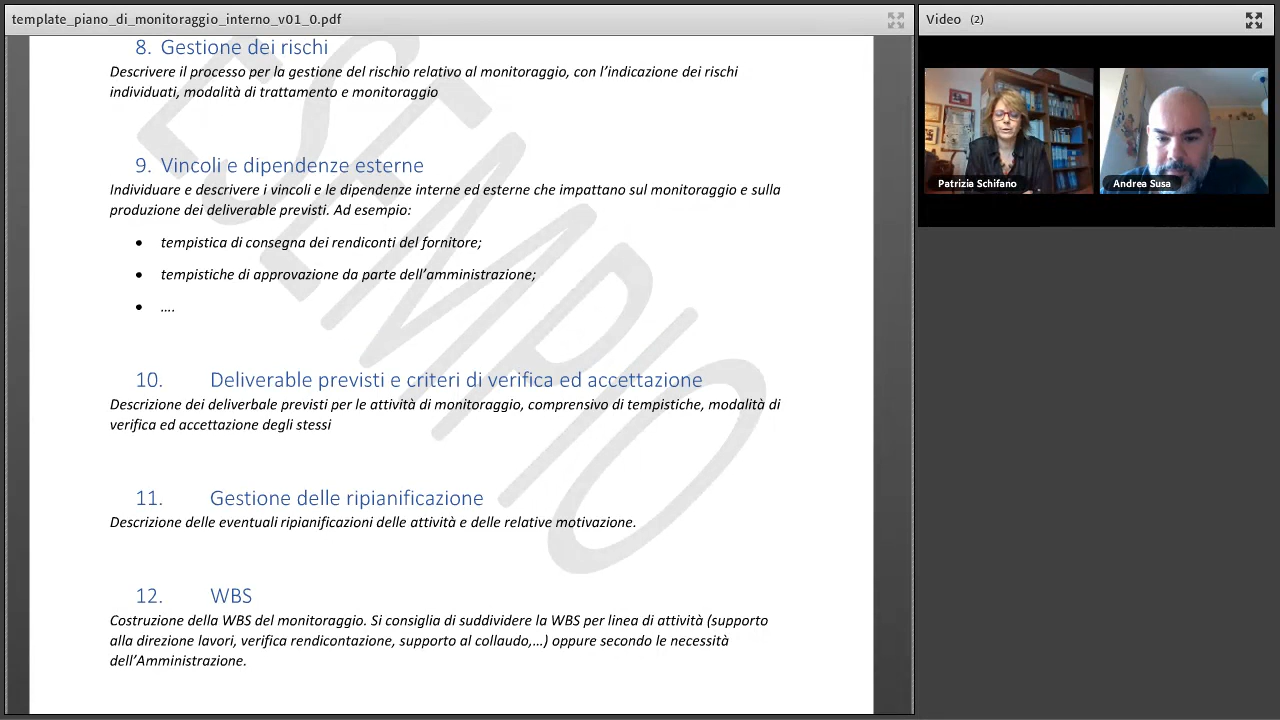 template_piano_di_monitoraggio_interno_v01_0.pdf
8. Gestione dei rischi
Descrivere il processo per la gestione del rischio relativo al monitoraggio, con l’indicazione dei rischi
individuati, modalità di trattamento e monitoraggio
9. Vincoli e dipendenze esterne
Individuare e descrivere i vincoli e le dipendenze interne ed esterne che impattano sul monitoraggio e sulla
produzione dei deliverable previsti. Ad esempio:
• tempistica di consegna dei rendiconti del fornitore;
• tempistiche di approvazione da parte dell’amministrazione;
• ....
10. Deliverable previsti e criteri di verifica ed accettazione
Descrizione dei deliverbale previsti per le attività di monitoraggio, comprensivo di tempistiche, modalità di
verifica ed accettazione degli stessi
11. Gestione delle ripianificazione
Descrizione delle eventuali ripianificazioni delle attività e delle relative motivazione.
12. WBS
Costruzione della WBS del monitoraggio. Si consiglia di suddividere la WBS per linea di attività (supporto
alla direzione lavori, verifica rendicontazione, supporto al collaudo,...) oppure secondo le necessità
dell’Amministrazione.
ESEMPIO
Video (2)
Patrizia Schifano
Andrea Susa